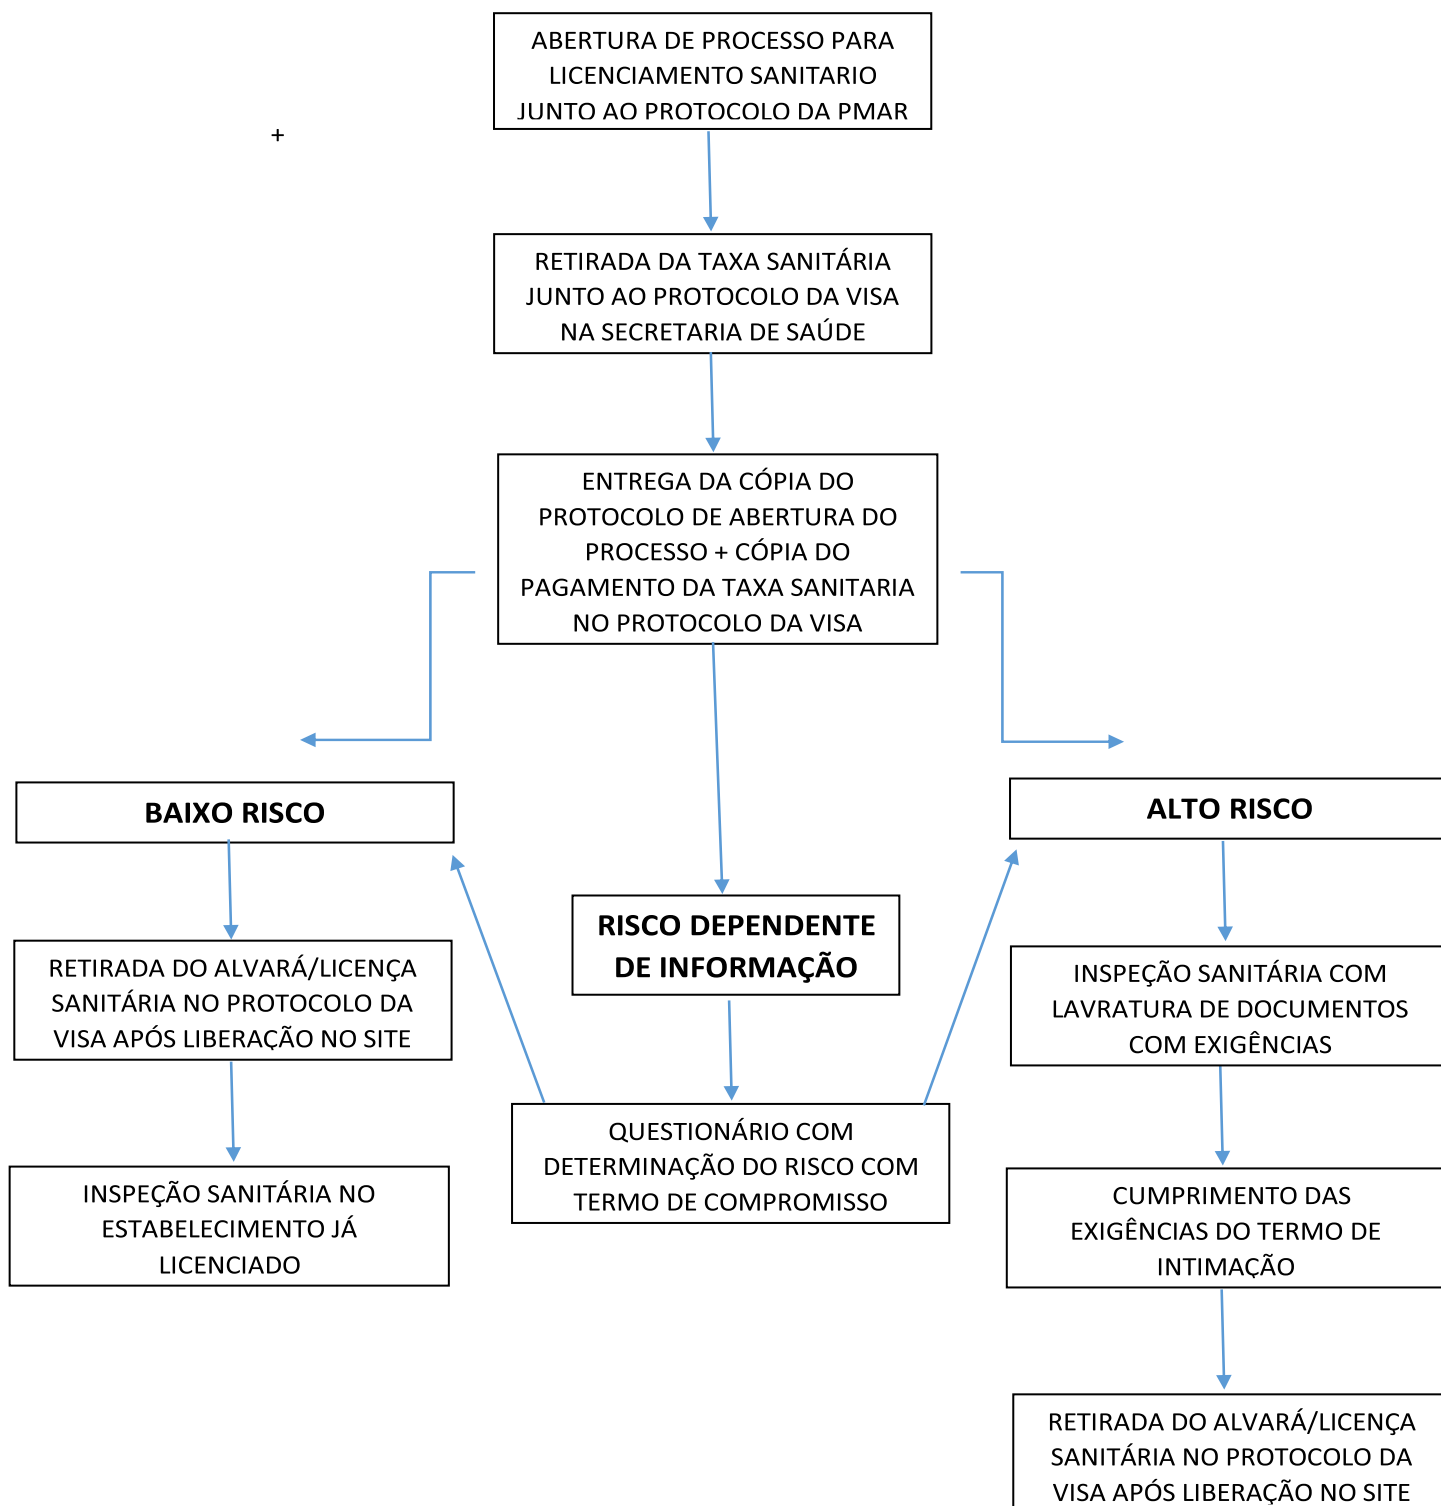 ABERTURA DE PROCESSO PARA
LICENCIAMENTO SANITARIO
JUNTO AO PROTOCOLO DA PMAR
+
RETIRADA DA TAXA SANITÁRIA
JUNTO AO PROTOCOLO DA VISA
NA SECRETARIA DE SAÚDE
ENTREGA DA CÓPIA DO
PROTOCOLO DE ABERTURA DO
PROCESSO + CÓPIA DO
PAGAMENTO DA TAXA SANITARIA
NO PROTOCOLO DA VISA
BAIXO RISCO
RETIRADA DO ALVARÁ/LICENÇA
SANITÁRIA NO PROTOCOLO DA
VISA APÓS LIBERAÇÃO NO SITE
INSPEÇÃO SANITÁRIA NO
ESTABELECIMENTO JÁ
LICENCIADO
RISCO DEPENDENTE
DE INFORMAÇÃO
QUESTIONÁRIO COM
DETERMINAÇÃO DO RISCO COM
TERMO DE COMPROMISSO
ALTO RISCO
INSPEÇÃO SANITÁRIA COM
LAVRATURA DE DOCUMENTOS
COM EXIGÊNCIAS
CUMPRIMENTO DAS
EXIGÊNCIAS DO TERMO DE
INTIMAÇÃO
RETIRADA DO ALVARÁ/LICENÇA
SANITÁRIA NO PROTOCOLO DA
VISA APÓS LIBERAÇÃO NO SITE